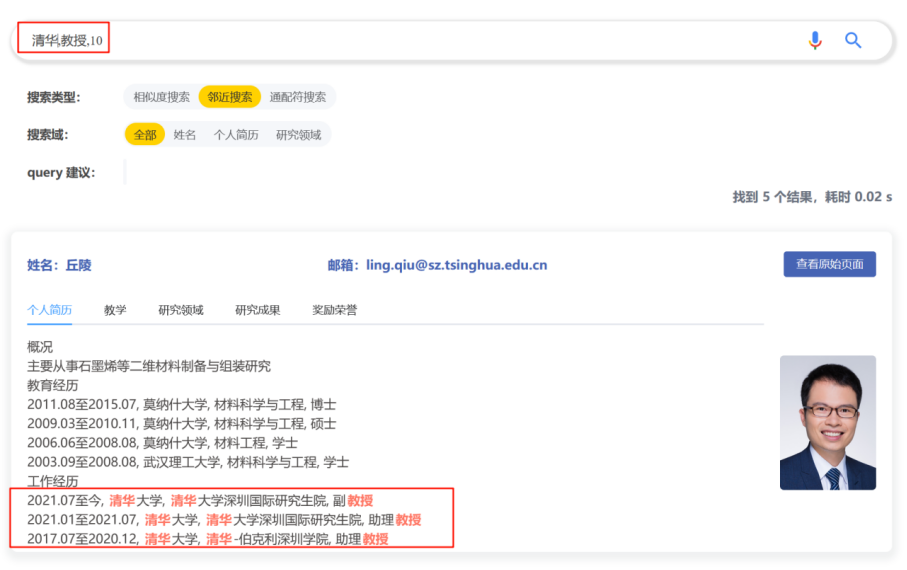 清华,教授,10
搜索类型： 相似度搜索 邻近搜索 通配符搜索
搜索域： 全部 姓名 个人简历 研究领域
query 建议：
找到 5 个结果，耗时 0.02 s
姓名：丘陵 邮箱：ling.qiu@sz.tsinghua.edu.cn 查看原始页面
个人简历 教学 研究领域 研究成果 奖励荣誉
概况
主要从事石墨烯等二维材料制备与组装研究
教育经历
2011.08至2015.07, 莫纳什大学, 材料科学与工程, 博士
2009.03至2010.11, 莫纳什大学, 材料科学与工程, 硕士
2006.06至2008.08, 莫纳什大学, 材料工程, 学士
2003.09至2008.08, 武汉理工大学, 材料科学与工程, 学士
工作经历
2021.07至今, 清华大学, 清华大学深圳国际研究生院, 副教授
2021.01至2021.07, 清华大学, 清华大学深圳国际研究生院, 助理教授
2017.07至2020.12, 清华大学, 清华-伯克利深圳学院, 助理教授